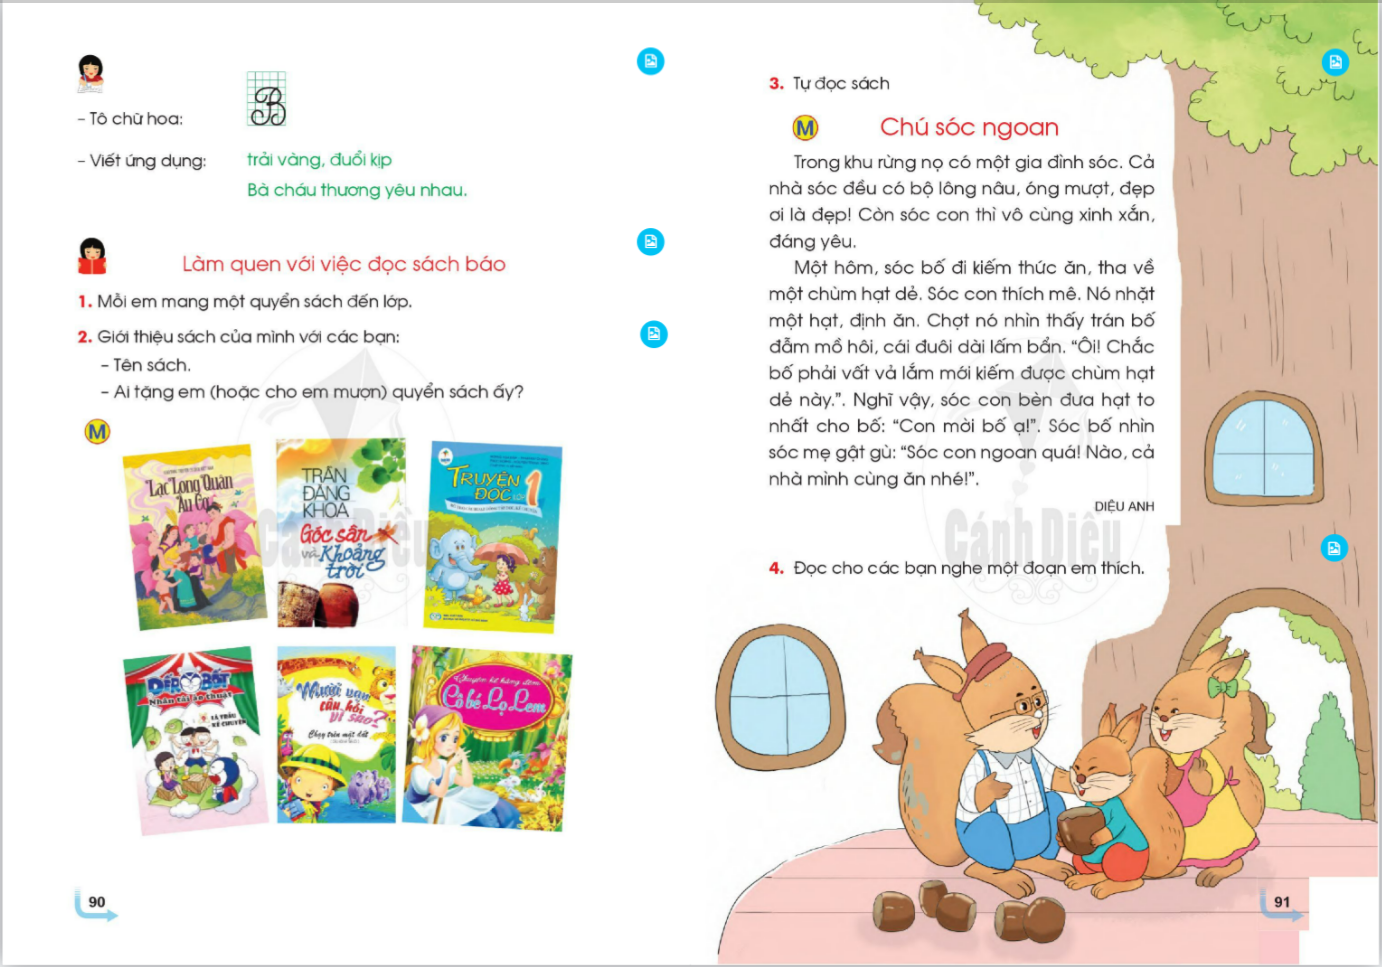 – Tô chữ hoa:
B
– Viết ứng dụng:
trải vàng, đuổi kịp
Bà cháu thương yêu nhau.
Làm quen với việc đọc sách báo
1. Mỗi em mang một quyển sách đến lớp.
2. Giới thiệu sách của mình với các bạn:
– Tên sách.
– Ai tặng em (hoặc cho em mượn) quyển sách ấy?
M
Lạc Long Quân
Âu Cơ
TRẦN
ĐĂNG
KHOA
Góc sân
và Khoảng
trời
TRUYỆN
ĐỌC
1
Cánh Diều
Mười vạn
câu hỏi
vì sao?
Chạy trên mặt đất
Cô bé Lọ Lem
90
3. Tự đọc sách
M
Chú sóc ngoan
Trong khu rừng nọ có một gia đình sóc. Cả
nhà sóc đều có bộ lông nâu, óng mượt, đẹp
ơi là đẹp! Còn sóc con thì vô cùng xinh xắn,
đáng yêu.
Một hôm, sóc bố đi kiếm thức ăn, tha về
một chùm hạt dẻ. Sóc con thích mê. Nó nhặt
một hạt, định ăn. Chợt nó nhìn thấy trán bố
đẫm mồ hôi, cái đuôi dài lấm bẩn. “Ôi! Chắc
bố phải vất vả lắm mới kiếm được chùm hạt
dẻ này.”. Nghĩ vậy, sóc con bèn đưa hạt to
nhất cho bố: “Con mời bố ạ!”. Sóc bố nhìn
sóc mẹ gật gù: “Sóc con ngoan quá! Nào, cả
nhà mình cùng ăn nhé!”.
DIỆU ANH
Cánh Diều
4. Đọc cho các bạn nghe một đoạn em thích.
91